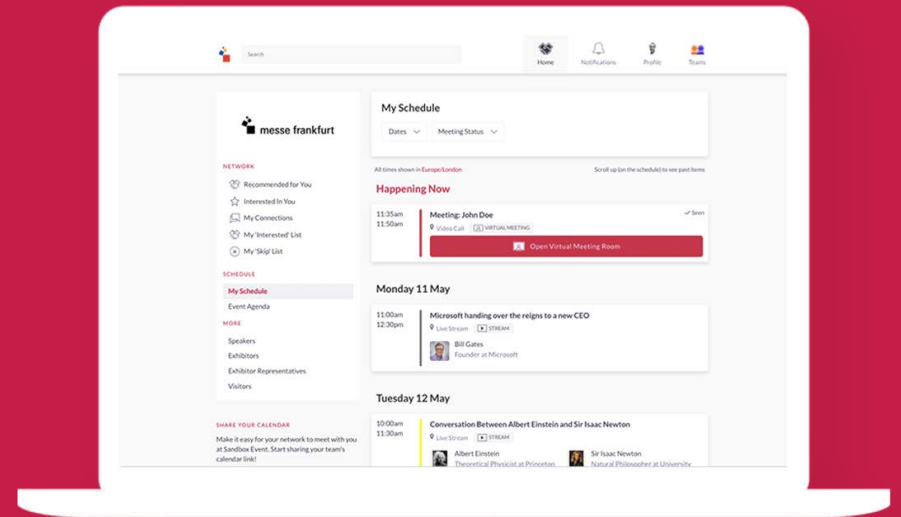 Search
Home
Notifications
Profile
Teams
messe frankfurt
NETWORK
Recommended for You
Interested In You
My Connections
My 'Interested' List
My 'Skip' List
SCHEDULE
My Schedule
Event Agenda
MORE
Speakers
Exhibitors
Exhibitor Representatives
Visitors
SHARE YOUR CALENDAR
Make it easy for your network to meet with you
at Sandbox Event. Start sharing your team's
calendar link!
My Schedule
Dates
Meeting Status
All times shown in Europe/London
Scroll up (on the schedule) to see past items
Happening Now
11:35am
11:50am
Meeting: John Doe
Seen
Video Call
VIRTUAL MEETING
Open Virtual Meeting Room
Monday 11 May
11:00am
12:30pm
Microsoft handing over the reigns to a new CEO
Live Stream
STREAM
Bill Gates
Founder at Microsoft
Tuesday 12 May
10:00am
11:30am
Conversation Between Albert Einstein and Sir Isaac Newton
Live Stream
STREAM
Albert Einstein
Theoretical Physicist at Princeton
Sir Isaac Newton
Natural Philosopher at University